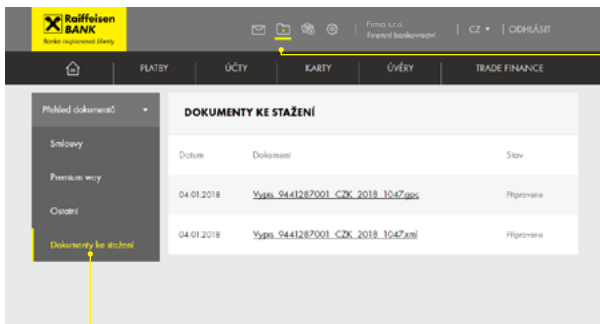 Raiffeisen
BANK
Banka inspirovaná klienty
Firma s.r.o.
Firemní bankovnictví
CZ
ODHLÁSIT
PLATBY
ÚČTY
KARTY
ÚVĚRY
TRADE FINANCE
Přehled dokumentů
Smlouvy
Ostatní
Dokumenty ke stažení
DOKUMENTY KE STAŽENÍ
Datum Dokument Stav
04.01.2018 Vypis_9441287001_CZK_2018_1047.gpc Připraveno
04.01.2018 Vypis_9441287001_CZK_2018_1047.xml Připraveno